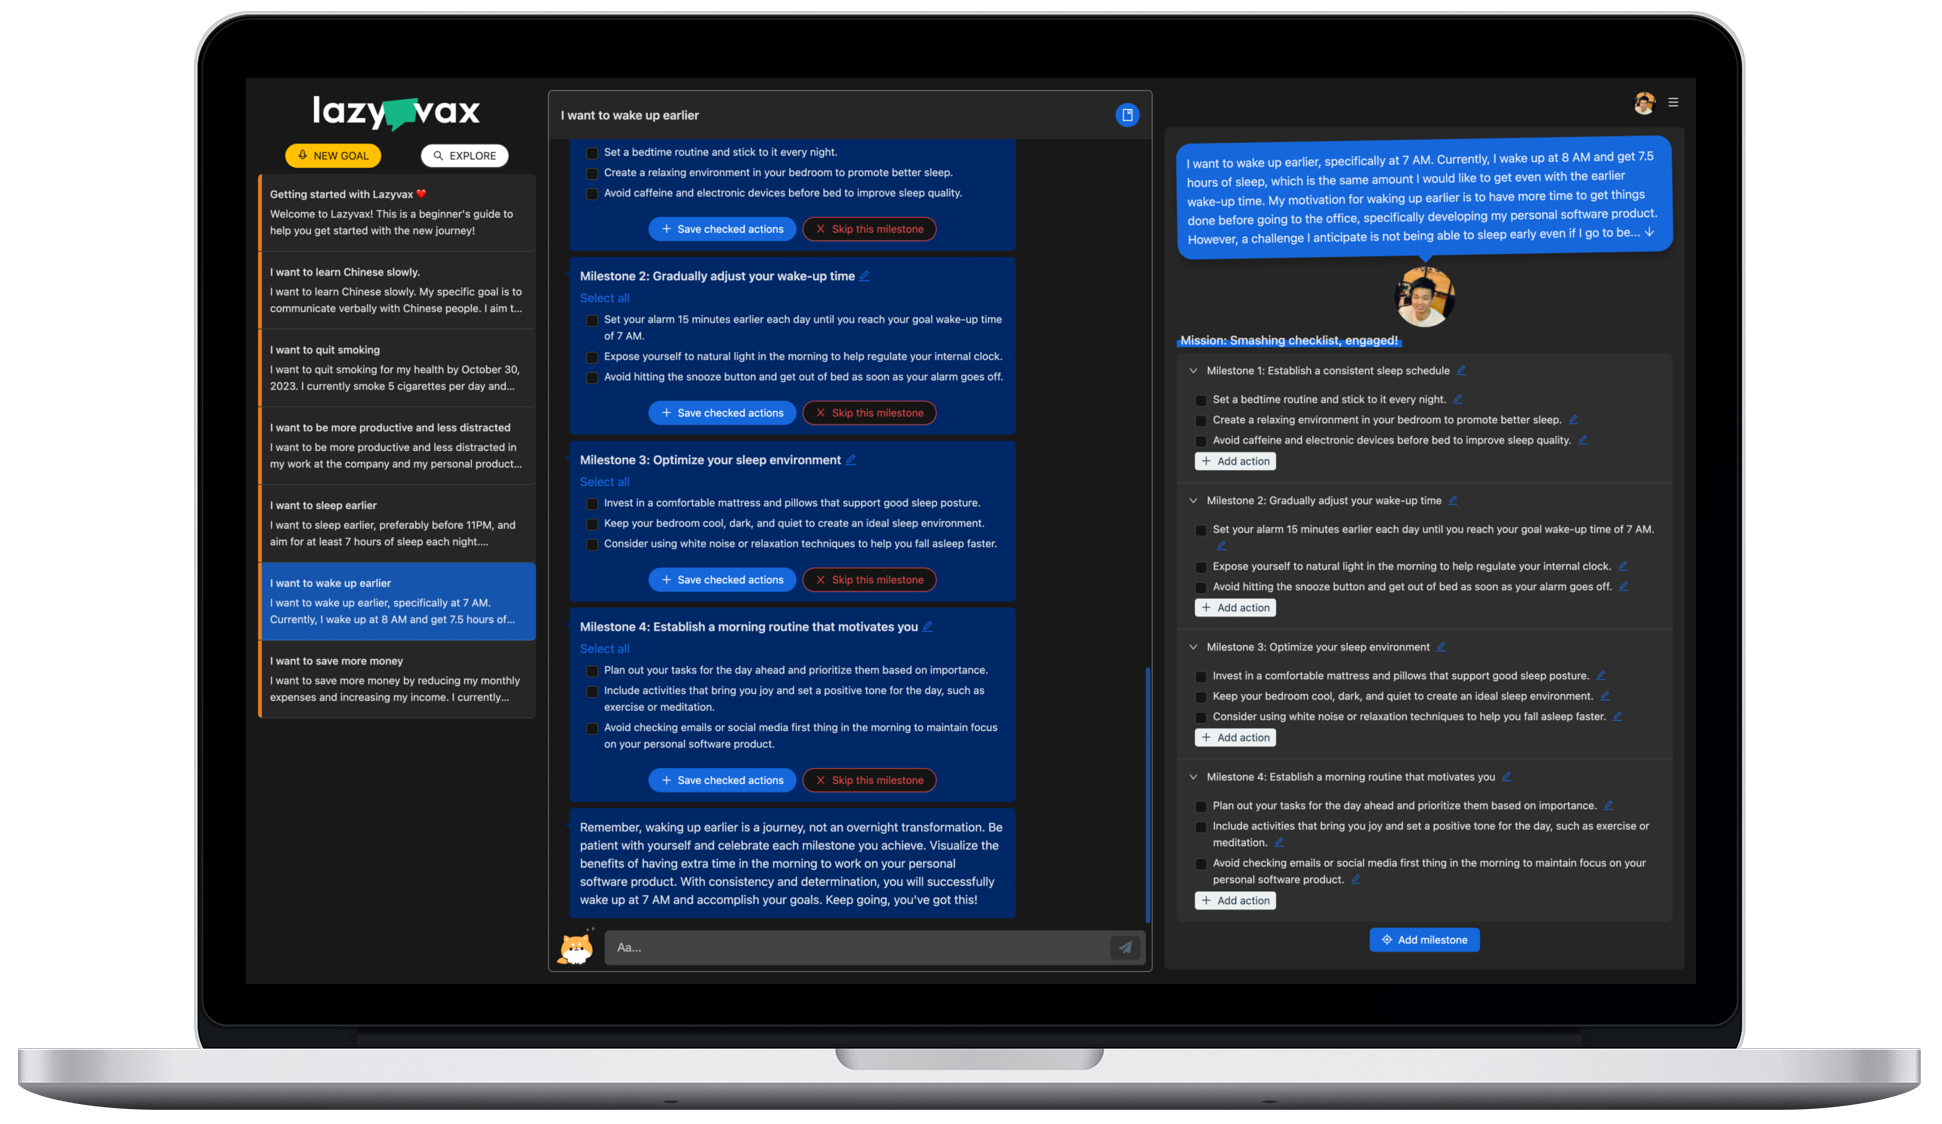 lazyvax
NEW GOAL
EXPLORE
Getting started with Lazyvax ❤️
Welcome to Lazyvax! This is a beginner's guide to
help you get started with the new journey!
I want to learn Chinese slowly.
I want to learn Chinese slowly. My specific goal is to
communicate verbally with Chinese people. I aim t...
I want to quit smoking
I want to quit smoking for my health by October 30,
2023. I currently smoke 5 cigarettes per day and...
I want to be more productive and less distracted
I want to be more productive and less distracted in
my work at the company and my personal product...
I want to sleep earlier
I want to sleep earlier, preferably before 11PM, and
aim for at least 7 hours of sleep each night....
I want to wake up earlier
I want to wake up earlier, specifically at 7 AM.
Currently, I wake up at 8 AM and get 7.5 hours of...
I want to save more money
I want to save more money by reducing my monthly
expenses and increasing my income. I currently...
I want to wake up earlier
Set a bedtime routine and stick to it every night.
Create a relaxing environment in your bedroom to promote better sleep.
Avoid caffeine and electronic devices before bed to improve sleep quality.
+ Save checked actions
X Skip this milestone
Milestone 2: Gradually adjust your wake-up time
Select all
Set your alarm 15 minutes earlier each day until you reach your goal wake-up time
of 7 AM.
Expose yourself to natural light in the morning to help regulate your internal clock.
Avoid hitting the snooze button and get out of bed as soon as your alarm goes off.
+ Save checked actions
X Skip this milestone
Milestone 3: Optimize your sleep environment
Select all
Invest in a comfortable mattress and pillows that support good sleep posture.
Keep your bedroom cool, dark, and quiet to create an ideal sleep environment.
Consider using white noise or relaxation techniques to help you fall asleep faster.
+ Save checked actions
X Skip this milestone
Milestone 4: Establish a morning routine that motivates you
Select all
Plan out your tasks for the day ahead and prioritize them based on importance.
Include activities that bring you joy and set a positive tone for the day, such as
exercise or meditation.
Avoid checking emails or social media first thing in the morning to maintain focus
on your personal software product.
+ Save checked actions
X Skip this milestone
Remember, waking up earlier is a journey, not an overnight transformation. Be
patient with yourself and celebrate each milestone you achieve. Visualize the
benefits of having extra time in the morning to work on your personal
software product. With consistency and determination, you will successfully
wake up at 7 AM and accomplish your goals. Keep going, you've got this!
Aa...
I want to wake up earlier, specifically at 7 AM. Currently, I wake up at 8 AM and get 7.5
hours of sleep, which is the same amount I would like to get even with the earlier
wake-up time. My motivation for waking up earlier is to have more time to get things
done before going to the office, specifically developing my personal software product.
However, a challenge I anticipate is not being able to sleep early even if I go to be... ↓
Mission: Smashing checklist, engaged!
Milestone 1: Establish a consistent sleep schedule
Set a bedtime routine and stick to it every night.
Create a relaxing environment in your bedroom to promote better sleep.
Avoid caffeine and electronic devices before bed to improve sleep quality.
+ Add action
Milestone 2: Gradually adjust your wake-up time
Set your alarm 15 minutes earlier each day until you reach your goal wake-up time of 7 AM.
Expose yourself to natural light in the morning to help regulate your internal clock.
Avoid hitting the snooze button and get out of bed as soon as your alarm goes off.
+ Add action
Milestone 3: Optimize your sleep environment
Invest in a comfortable mattress and pillows that support good sleep posture.
Keep your bedroom cool, dark, and quiet to create an ideal sleep environment.
Consider using white noise or relaxation techniques to help you fall asleep faster.
+ Add action
Milestone 4: Establish a morning routine that motivates you
Plan out your tasks for the day ahead and prioritize them based on importance.
Include activities that bring you joy and set a positive tone for the day, such as exercise or
meditation.
Avoid checking emails or social media first thing in the morning to maintain focus on your
personal software product.
+ Add action
Add milestone